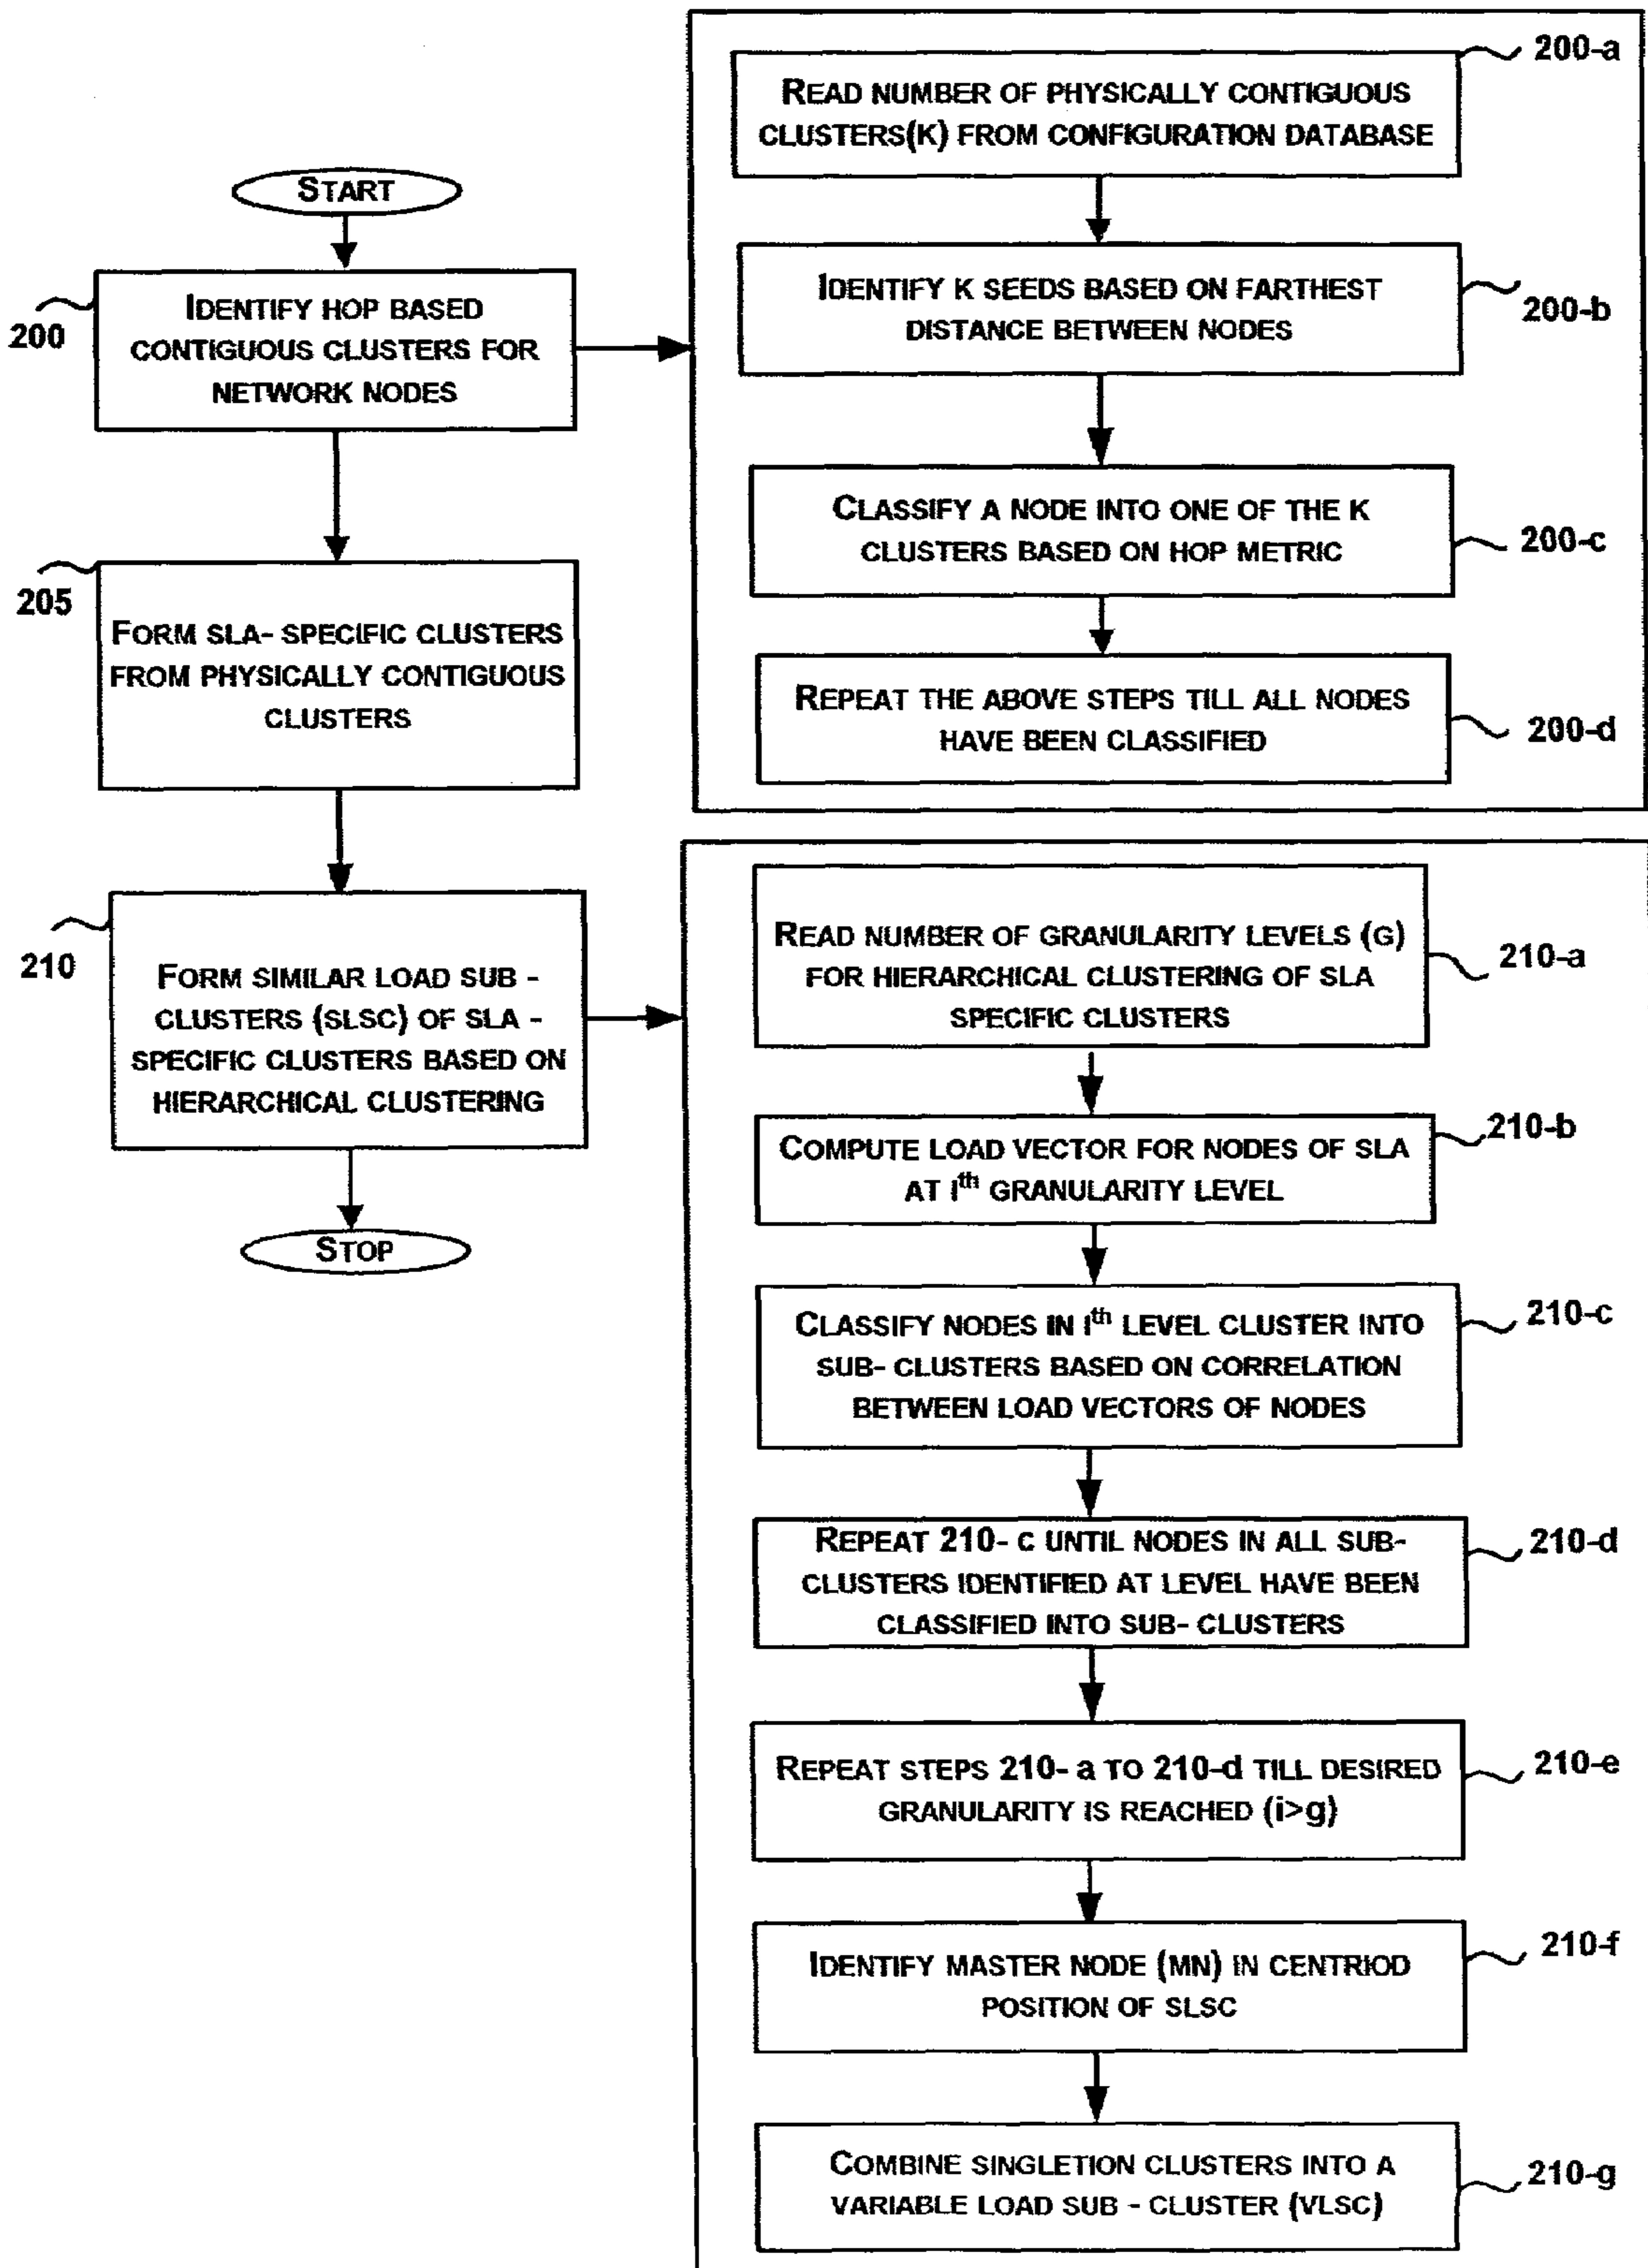 START
200
IDENTIFY HOP BASED
CONTIGUOUS CLUSTERS FOR
NETWORK NODES
205
FORM SLA- SPECIFIC CLUSTERS
FROM PHYSICALLY CONTIGUOUS
CLUSTERS
210
FORM SIMILAR LOAD SUB -
CLUSTERS (SLSC) OF SLA -
SPECIFIC CLUSTERS BASED ON
HIERARCHICAL CLUSTERING
STOP
200-a
READ NUMBER OF PHYSICALLY CONTIGUOUS
CLUSTERS(K) FROM CONFIGURATION DATABASE
IDENTIFY K SEEDS BASED ON FARTHEST
DISTANCE BETWEEN NODES
200-b
CLASSIFY A NODE INTO ONE OF THE K
CLUSTERS BASED ON HOP METRIC
200-c
REPEAT THE ABOVE STEPS TILL ALL NODES
HAVE BEEN CLASSIFIED
200-d
READ NUMBER OF GRANULARITY LEVELS (G)
FOR HIERARCHICAL CLUSTERING OF SLA
SPECIFIC CLUSTERS
210-a
COMPUTE LOAD VECTOR FOR NODES OF SLA
AT Ith GRANULARITY LEVEL
210-b
CLASSIFY NODES IN Ith LEVEL CLUSTER INTO
SUB- CLUSTERS BASED ON CORRELATION
BETWEEN LOAD VECTORS OF NODES
210-c
REPEAT 210- C UNTIL NODES IN ALL SUB-
CLUSTERS IDENTIFIED AT LEVEL HAVE BEEN
CLASSIFIED INTO SUB- CLUSTERS
210-d
REPEAT STEPS 210- a TO 210-d TILL DESIRED
GRANULARITY IS REACHED (i>g)
210-e
IDENTIFY MASTER NODE (MN) IN CENTRIOD
POSITION OF SLSC
210-f
COMBINE SINGLETION CLUSTERS INTO A
VARIABLE LOAD SUB - CLUSTER (VLSC)
210-g